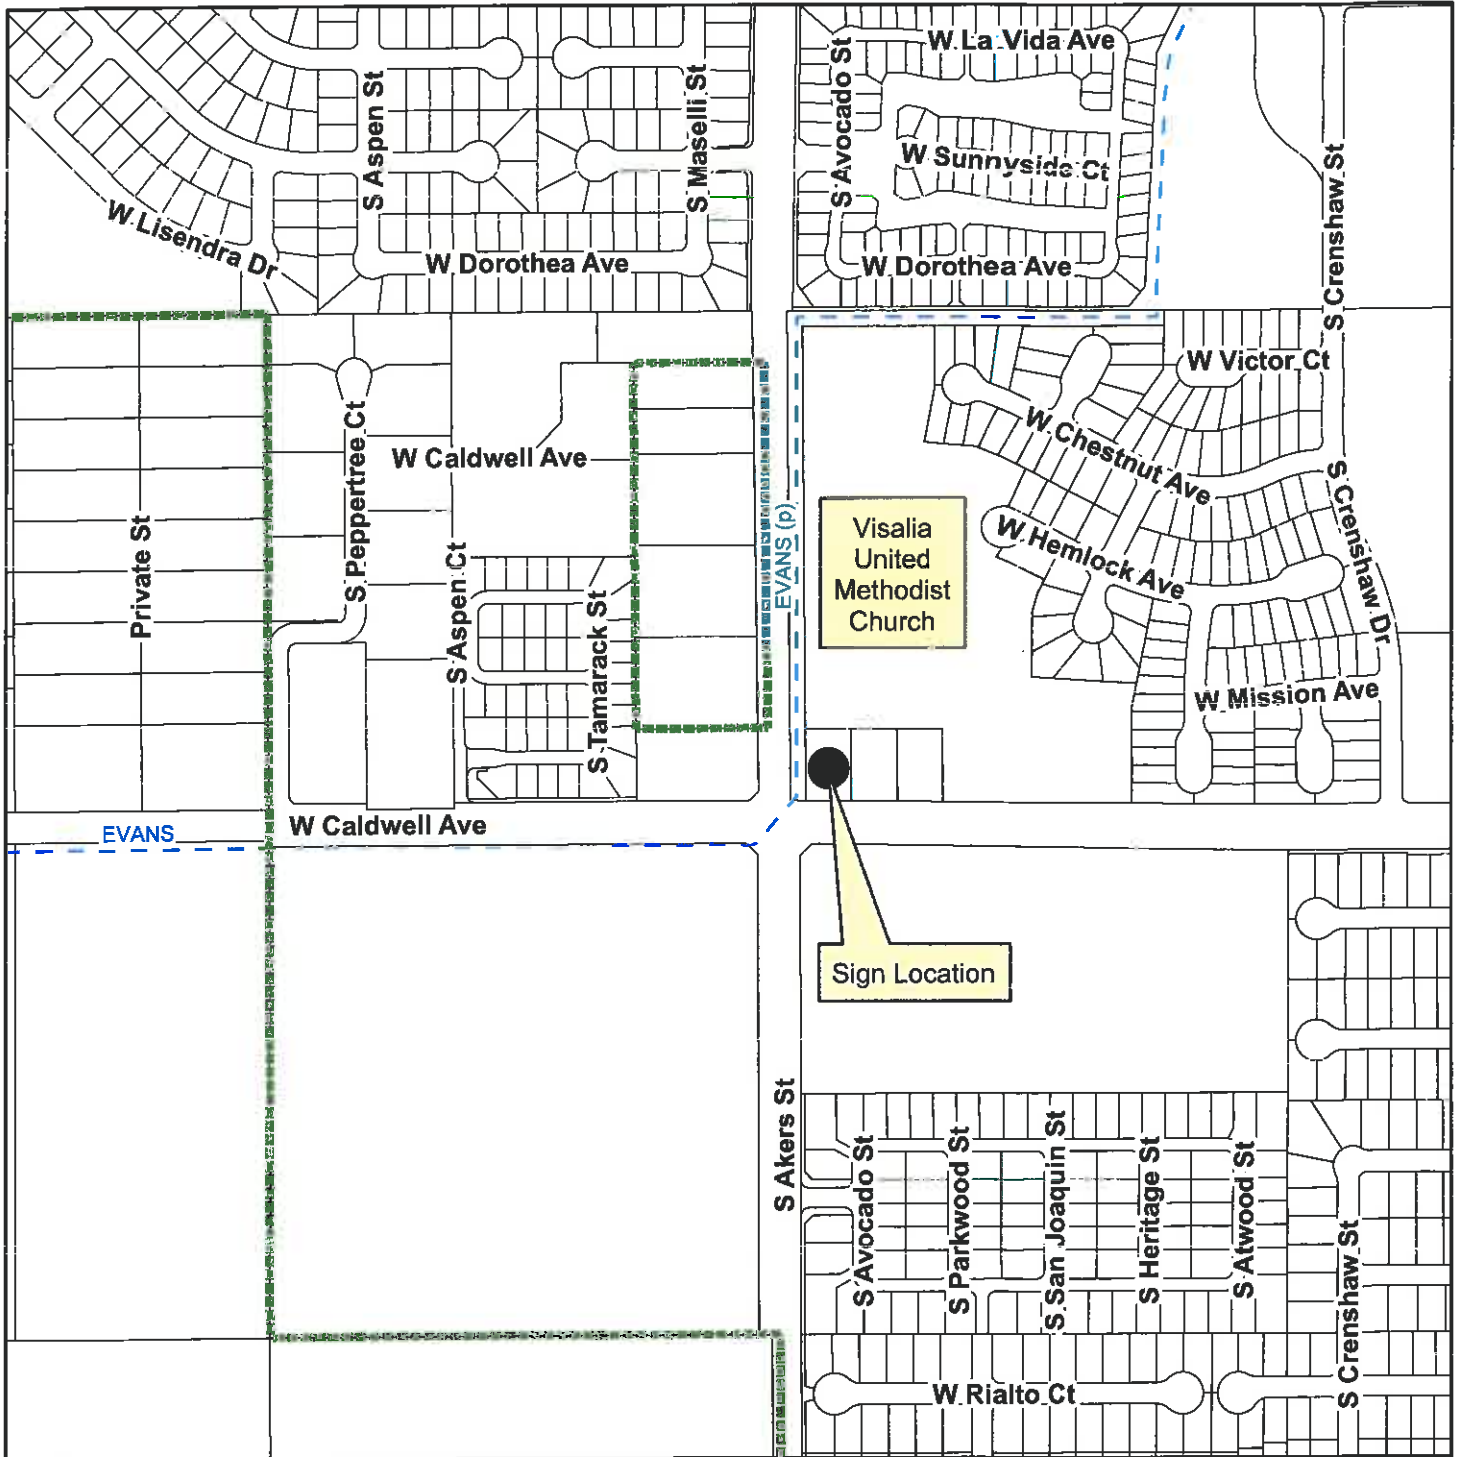 W La Vida Ave
S Avocado St
S Aspen St
S Maselli St
W Sunnyside Ct
S Crenshaw St
W Lisendra Dr
W Dorothea Ave
W Dorothea Ave
W Victor Ct
W Chestnut Ave
S Peppertree Ct
W Caldwell Ave
S Crenshaw Dr
Private St
EVANS (p)
Visalia
United
Methodist
Church
W Hemlock Ave
S Aspen Ct
S Tamarack St
W Mission Ave
W Caldwell Ave
EVANS
Sign Location
S Akers St
S Avocado St
S Parkwood St
S San Joaquin St
S Heritage St
S Atwood St
S Crenshaw St
W Rialto Ct